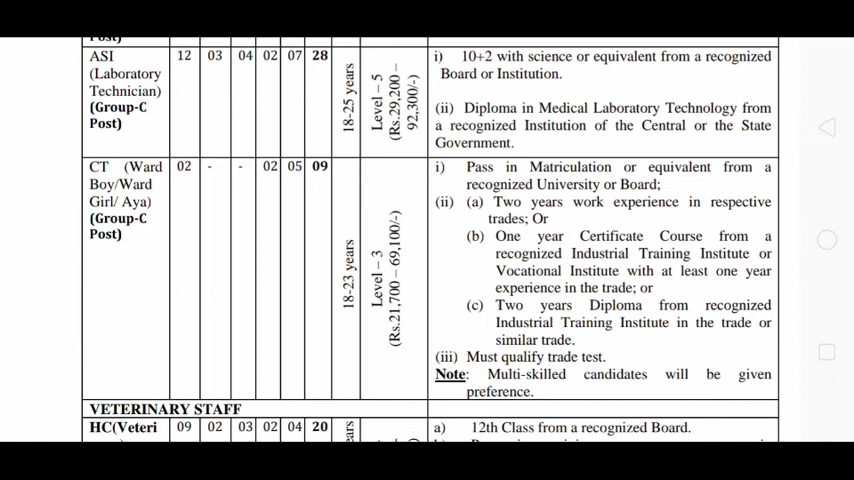 ASI
(Laboratory
Technician)
(Group-C
Post)
12 03 04 02 07 28
18-25 years
Level – 5
(Rs.29,200 –
92,300/-)
i) 10+2 with science or equivalent from a recognized
Board or Institution.
(ii) Diploma in Medical Laboratory Technology from
a recognized Institution of the Central or the State
Government.
CT (Ward
Boy/Ward
Girl/ Aya)
(Group-C
Post)
02 - - 02 05 09
18-23 years
Level – 3
(Rs.21,700 – 69,100/-)
i) Pass in Matriculation or equivalent from a
recognized University or Board;
(ii) (a) Two years work experience in respective
trades; Or
(b) One year Certificate Course from a
recognized Industrial Training Institute or
Vocational Institute with at least one year
experience in the trade; or
(c) Two years Diploma from recognized
Industrial Training Institute in the trade or
similar trade.
(iii) Must qualify trade test.
Note: Multi-skilled candidates will be given
preference.
VETERINARY STAFF
HC(Veteri
09 02 03 02 04 20
a) 12th Class from a recognized Board.